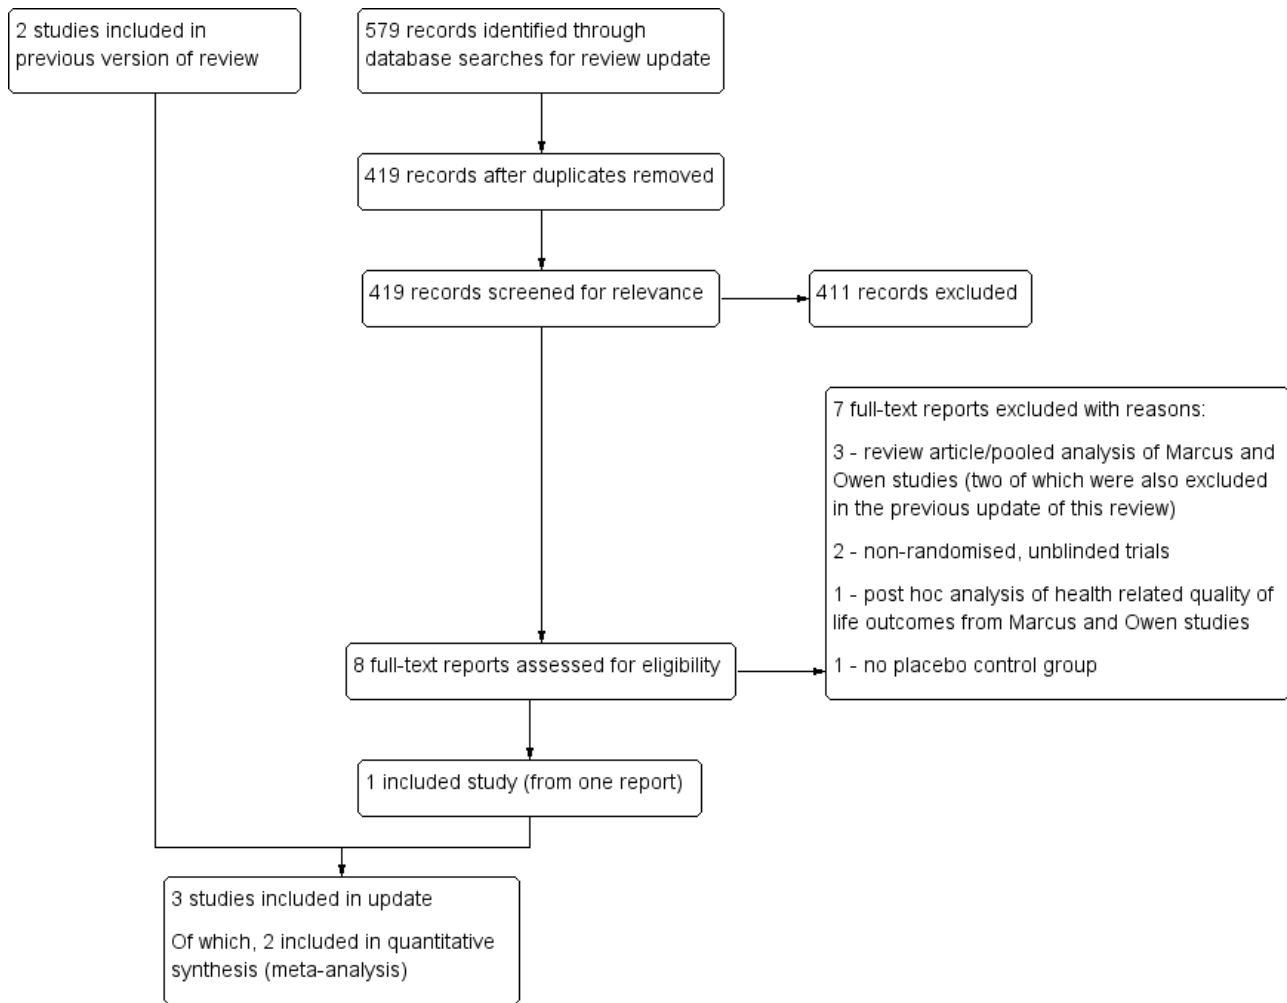 2 studies included in
previous version of review
579 records identified through
database searches for review update
419 records after duplicates removed
419 records screened for relevance
411 records excluded
7 full-text reports excluded with reasons:
3 - review article/pooled analysis of Marcus and
Owen studies (two of which were also excluded
in the previous update of this review)
2 - non-randomised, unblinded trials
1 - post hoc analysis of health related quality of
life outcomes from Marcus and Owen studies
1 - no placebo control group
8 full-text reports assessed for eligibility
1 included study (from one report)
3 studies included in update
Of which, 2 included in quantitative
synthesis (meta-analysis)